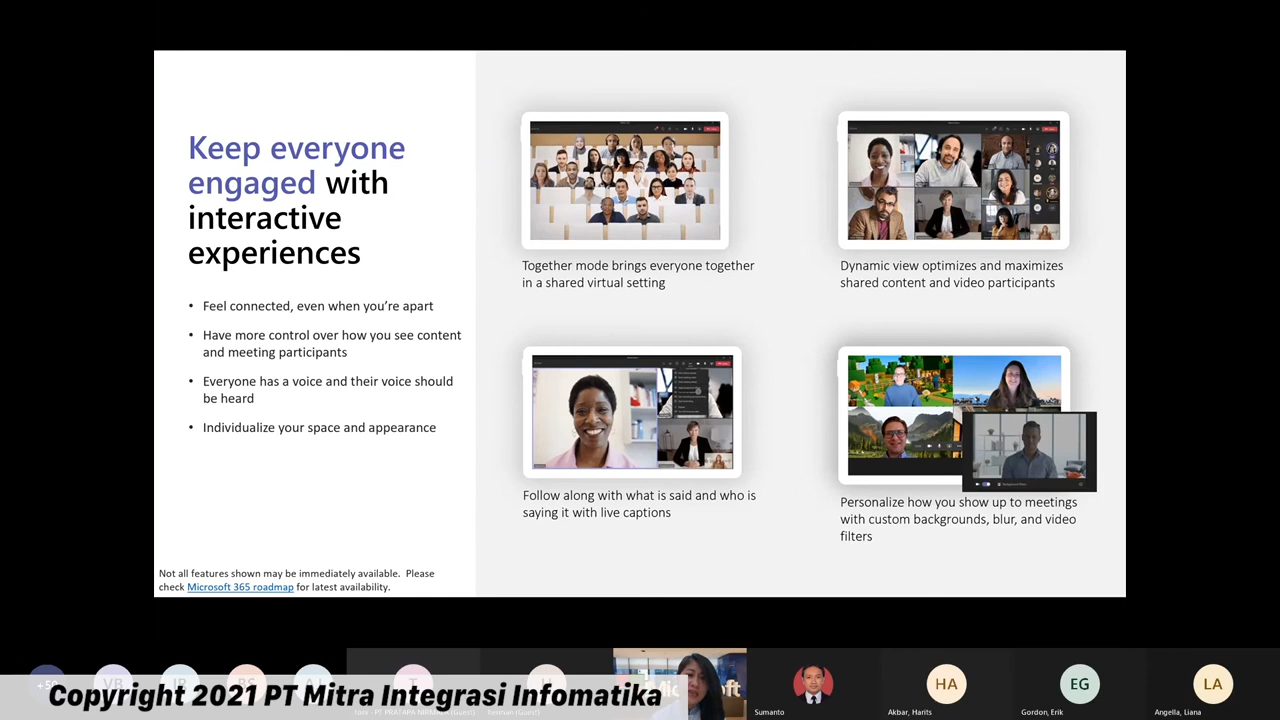 Keep everyone
engaged with
interactive
experiences
• Feel connected, even when you're apart
• Have more control over how you see content
and meeting participants
• Everyone has a voice and their voice should
be heard
• Individualize your space and appearance
Not all features shown may be immediately available. Please
check Microsoft 365 roadmap for latest availability.
Together mode brings everyone together
in a shared virtual setting
Dynamic view optimizes and maximizes
shared content and video participants
Follow along with what is said and who is
saying it with live captions
Personalize how you show up to meetings
with custom backgrounds, blur, and video
filters
Copyright 2021 PT Mitra Integrasi Infomatika
Sumanto
HA
Akbar, Harits
EG
Gordon, Erik
LA
Angella, Liana